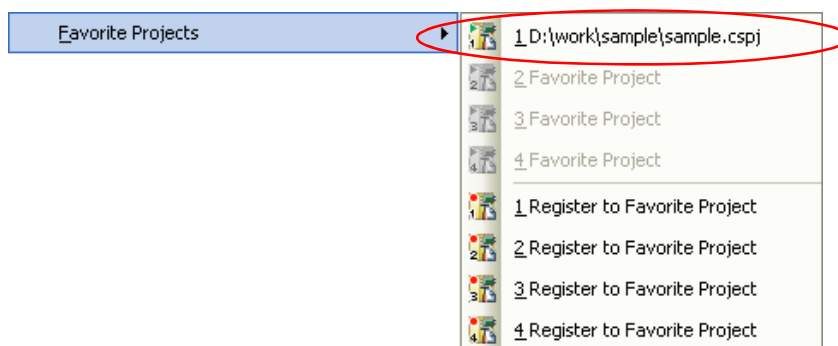 Favorite Projects
1 D:\work\sample\sample.cspj
2 Favorite Project
3 Favorite Project
4 Favorite Project
1 Register to Favorite Project
2 Register to Favorite Project
3 Register to Favorite Project
4 Register to Favorite Project